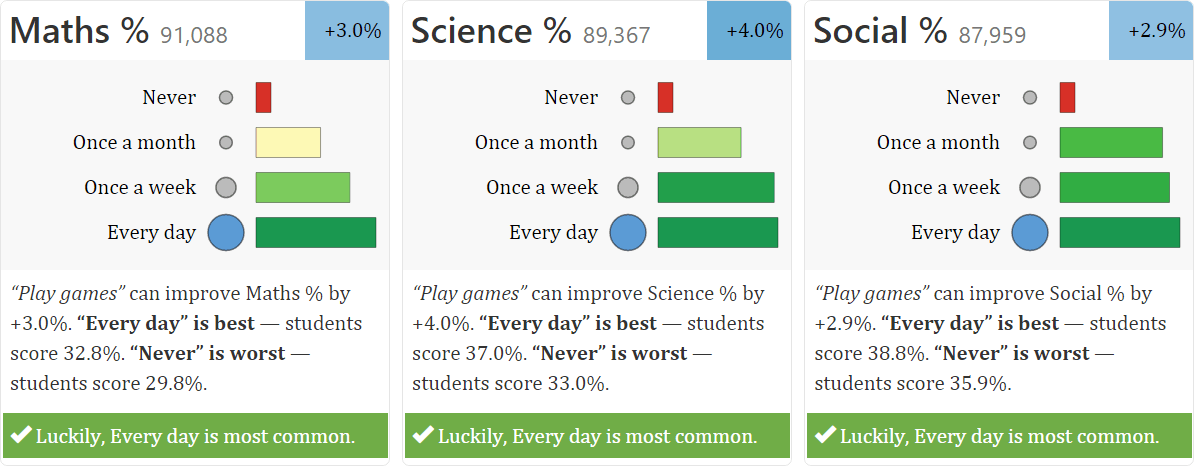 Maths % 91,088 +3.0%
Never
Once a month
Once a week
Every day
“Play games” can improve Maths % by
+3.0%. “Every day” is best — students
score 32.8%. “Never” is worst —
students score 29.8%.
Luckily, Every day is most common.
Science % 89,367 +4.0%
Never
Once a month
Once a week
Every day
“Play games” can improve Science % by
+4.0%. “Every day” is best — students
score 37.0%. “Never” is worst —
students score 33.0%.
Luckily, Every day is most common.
Social % 87,959 +2.9%
Never
Once a month
Once a week
Every day
“Play games” can improve Social % by
+2.9%. “Every day” is best — students
score 38.8%. “Never” is worst —
students score 35.9%.
Luckily, Every day is most common.